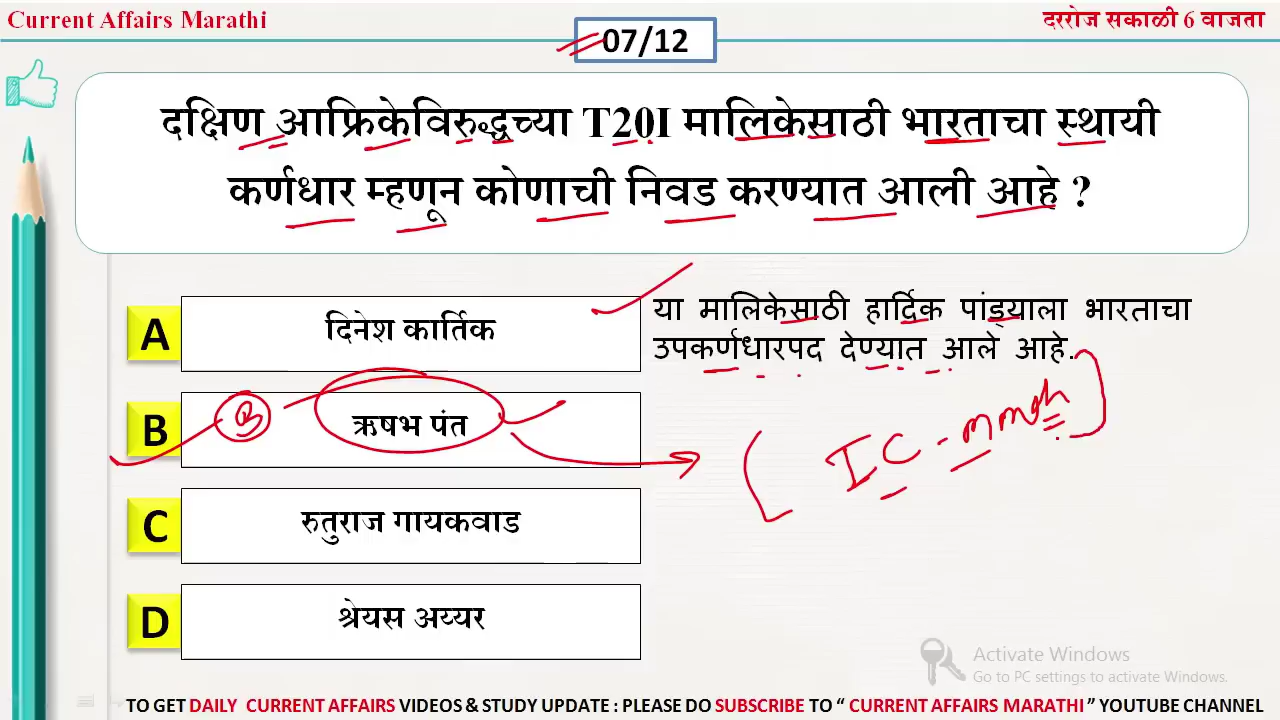 Current Affairs Marathi
दररोज सकाळी 6 वाजता
07/12
दक्षिण आफ्रिकेविरुद्धच्या T20I मालिकेसाठी भारताचा स्थायी
कर्णधार म्हणून कोणाची निवड करण्यात आली आहे ?
A दिनेश कार्तिक
या मालिकेसाठी हार्दिक पांड्याला भारताचा
उपकर्णधारपद देण्यात आले आहे.
B ऋषभ पंत
IC -
C रुतुराज गायकवाड
D श्रेयस अय्यर
Activate Windows
Go to PC settings to activate Windows.
TO GET DAILY CURRENT AFFAIRS VIDEOS & STUDY UPDATE : PLEASE DO SUBSCRIBE TO “ CURRENT AFFAIRS MARATHI ” YOUTUBE CHANNEL